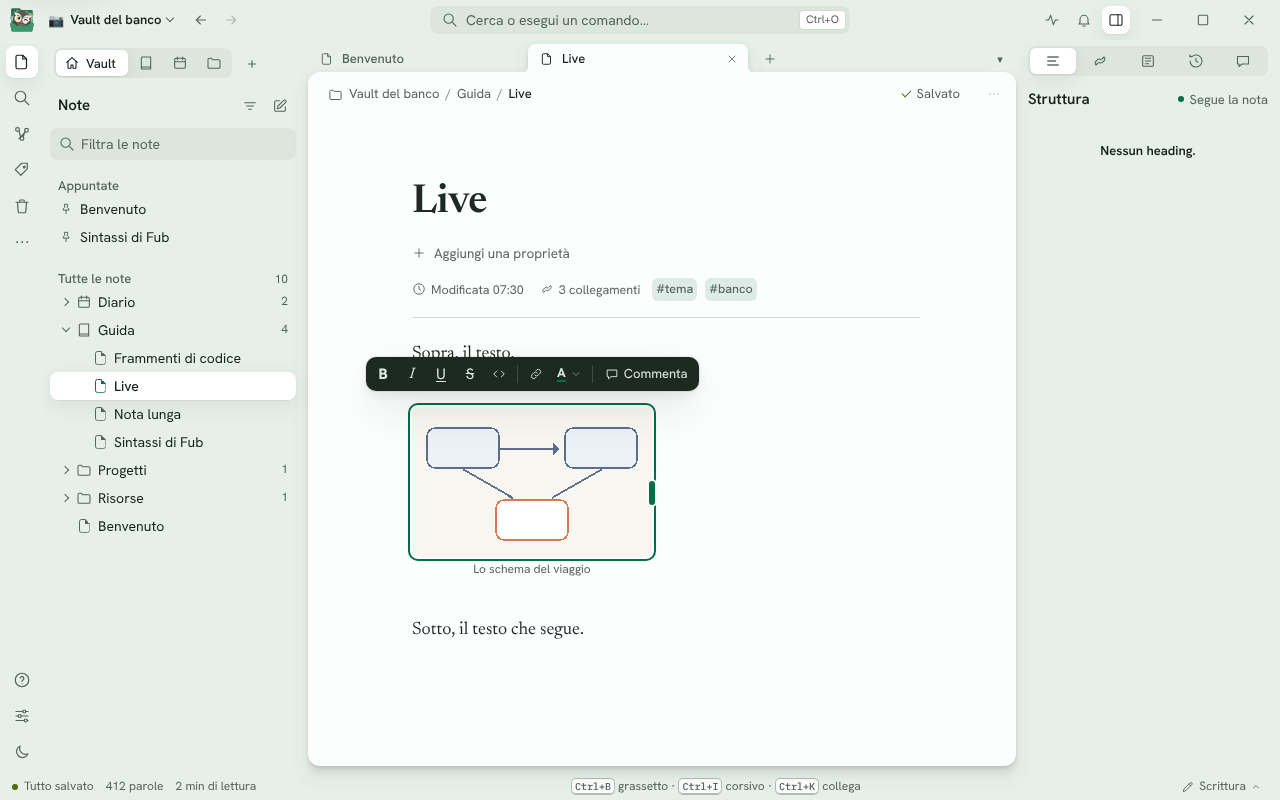 Vault del banco
Cerca o esegui un comando…
Ctrl+O
Vault
Benvenuto
Live
Note
Filtra le note
Appuntate
Benvenuto
Sintassi di Fub
Tutte le note 10
Diario 2
Guida 4
Frammenti di codice
Live
Nota lunga
Sintassi di Fub
Progetti 1
Risorse 1
Benvenuto
Vault del banco / Guida / Live
Salvato
Live
Aggiungi una proprietà
Modificata 07:30
3 collegamenti
#tema
#banco
Sopra, il testo.
B I U S A Commenta
Lo schema del viaggio
Sotto, il testo che segue.
Struttura
Segue la nota
Nessun heading.
Tutto salvato 412 parole 2 min di lettura
Ctrl+B grassetto · Ctrl+I corsivo · Ctrl+K collega
Scrittura